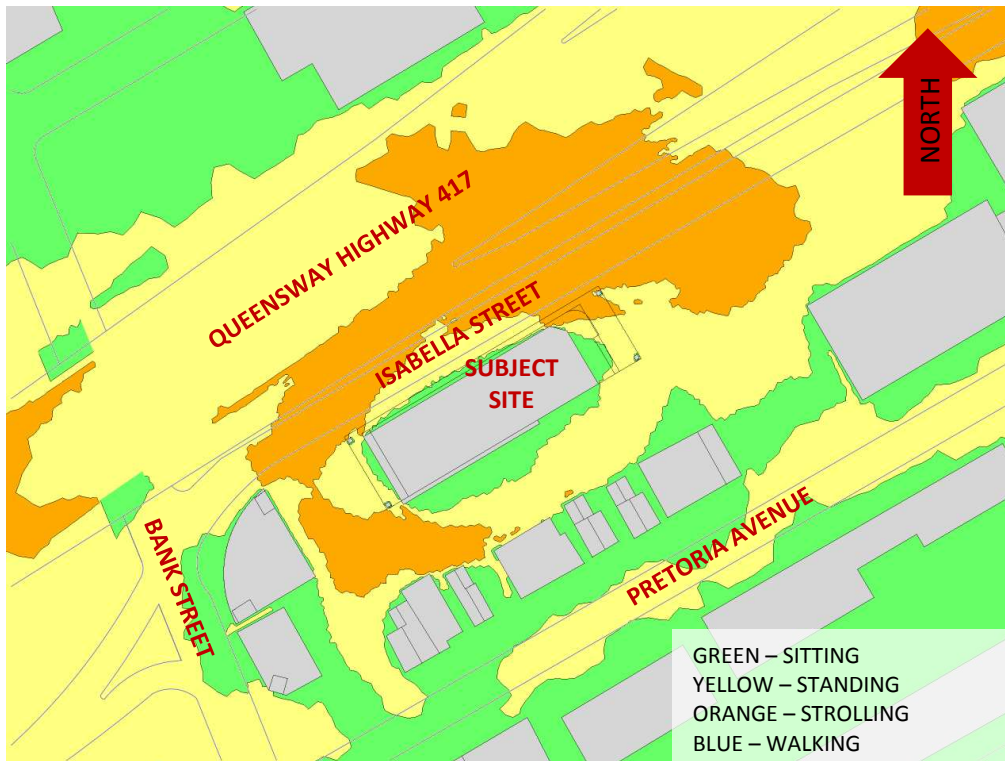 NORTH
QUEENSWAY HIGHWAY 417
ISABELLA STREET
SUBJECT
SITE
BANK STREET
PRETORIA AVENUE
GREEN – SITTING
YELLOW – STANDING
ORANGE – STROLLING
BLUE – WALKING